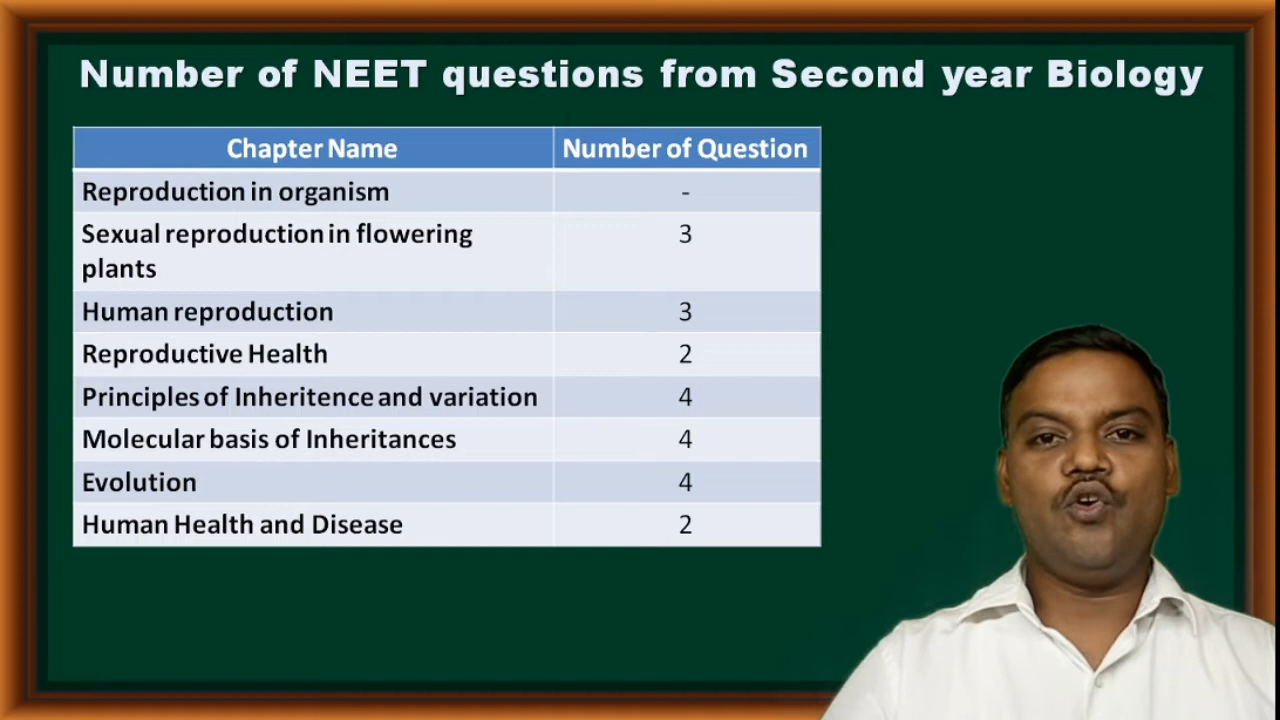 Number of NEET questions from Second year Biology
Chapter Name Number of Question
Reproduction in organism -
Sexual reproduction in flowering 3
plants
Human reproduction 3
Reproductive Health 2
Principles of Inheritence and variation 4
Molecular basis of Inheritances 4
Evolution 4
Human Health and Disease 2